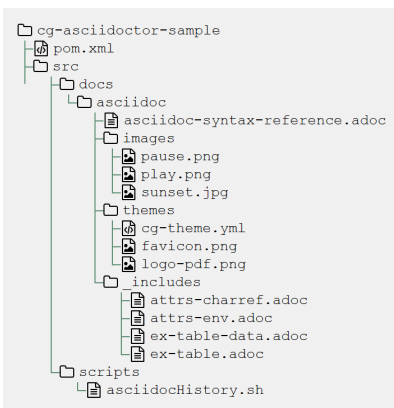 cg-asciidoctor-sample
pom.xml
src
docs
asciidoc
asciidoc-syntax-reference.adoc
images
pause.png
play.png
sunset.jpg
themes
cg-theme.yml
favicon.png
logo-pdf.png
_includes
attrs-charref.adoc
attrs-env.adoc
ex-table-data.adoc
ex-table.adoc
scripts
asciidocHistory.sh